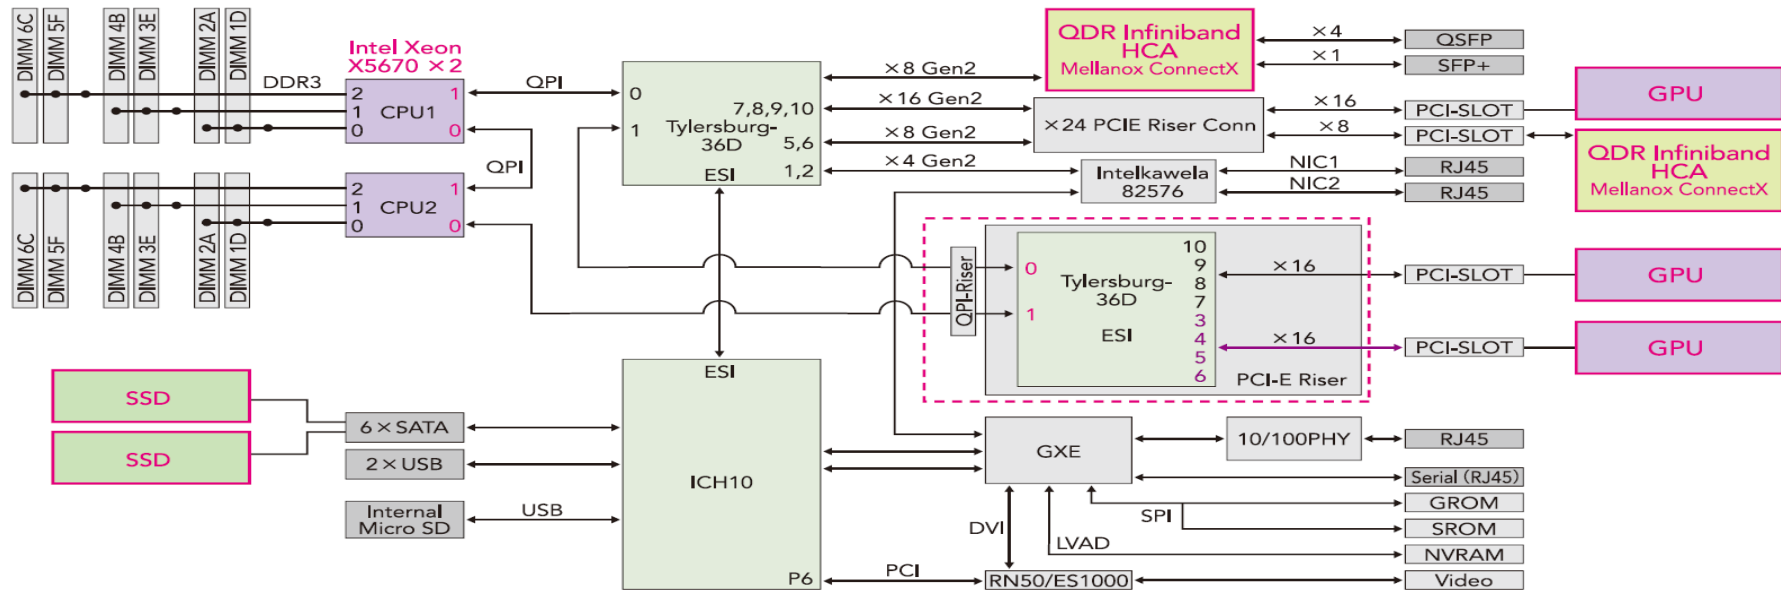 DIMM 6C
DIMM 5F
DIMM 4B
DIMM 3E
DIMM 2A
DIMM 1D
Intel Xeon
X5670 ×2
DDR3
2
1
0
CPU1
1
0
QPI
QPI
DIMM 6C
DIMM 5F
DIMM 4B
DIMM 3E
DIMM 2A
DIMM 1D
2
1
0
CPU2
1
0
0
1
7,8,9,10
Tylersburg-
36D
5,6
1,2
ESI
×8 Gen2
×16 Gen2
×8 Gen2
×4 Gen2
QDR Infiniband
HCA
Mellanox ConnectX
×4
×1
QSFP
SFP+
×24 PCIE Riser Conn
×16
×8
PCI-SLOT
PCI-SLOT
GPU
QDR Infiniband
HCA
Mellanox ConnectX
Intelkawela
82576
NIC1
NIC2
RJ45
RJ45
QPI-Riser
0
1
Tylersburg-
36D
ESI
10
9
8
7
3
4
5
6
PCI-E Riser
×16
×16
PCI-SLOT
PCI-SLOT
GPU
GPU
SSD
SSD
6×SATA
2×USB
Internal
Micro SD
USB
ESI
ICH10
P6
PCI
GXE
10/100PHY
RJ45
Serial (RJ45)
GROM
SROM
NVRAM
Video
SPI
DVI
LVAD
RN50/ES1000